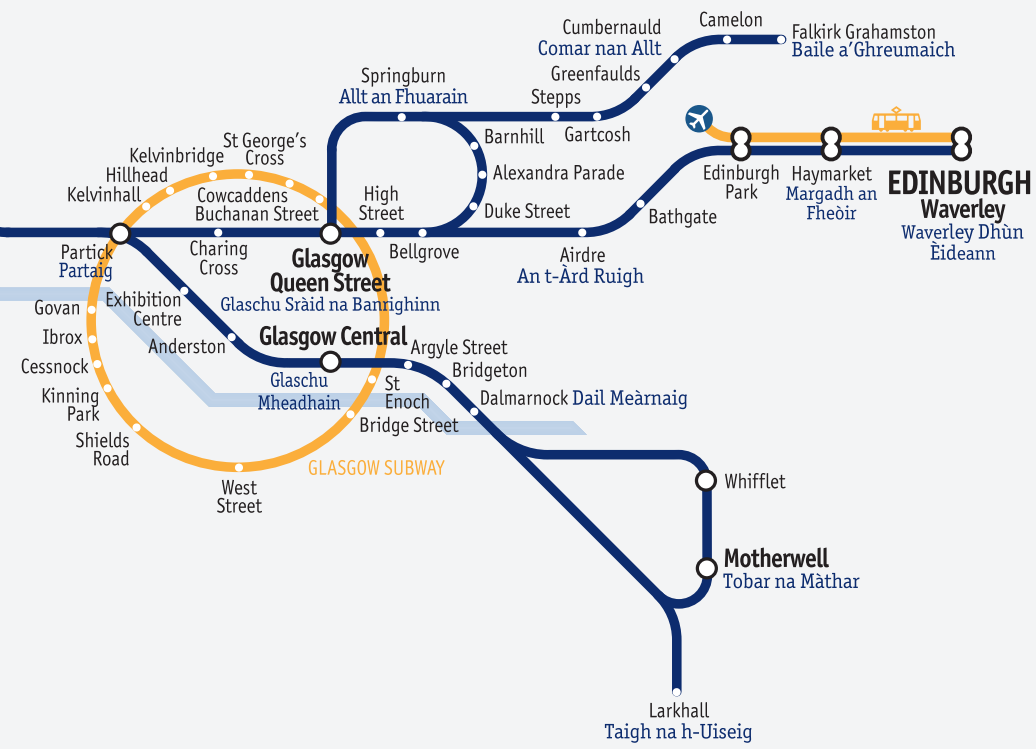 Camelon
Falkirk Grahamston
Baile a’Ghreumaich
Cumbernauld
Comar nan Allt
Greenfaulds
Springburn
Allt an Fhuarain
Stepps
Gartcosh
Barnhill
Alexandra Parade
Duke Street
St George’s
Cross
Kelvinbridge
Hillhead
Kelvinhall
Cowcaddens
Buchanan Street
High
Street
Edinburgh
Park
Haymarket
Margadh an
Fheòir
EDINBURGH
Waverley
Waverley Dhùn
Èideann
Bathgate
Partick
Partaig
Charing
Cross
Glasgow
Queen Street
Glaschu Sràid na Banrighinn
Bellgrove
Airdre
An t-Àrd Ruigh
Govan
Exhibition
Centre
Ibrox
Anderston
Glasgow Central
Glaschu
Mheadhain
Argyle Street
Bridgeton
Cessnock
Kinning
Park
St
Enoch
Dalmarnock Dail Meàrnaig
Bridge Street
Shields
Road
GLASGOW SUBWAY
West
Street
Whifflet
Motherwell
Tobar na Màthar
Larkhall
Taigh na h-Uiseig